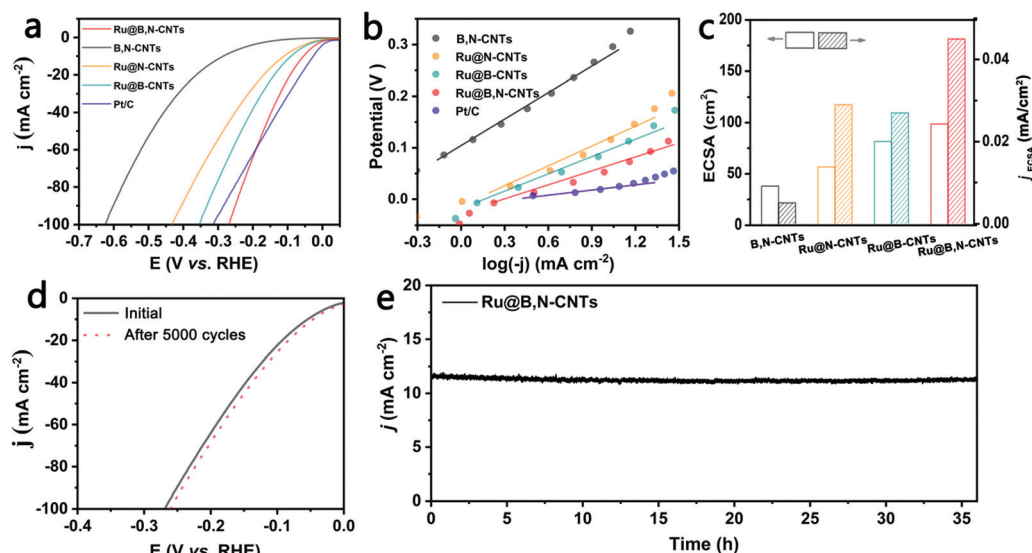 a
Ru@B,N-CNTs
B,N-CNTs
Ru@N-CNTs
Ru@B-CNTs
Pt/C
0
-20
-40
-60
-80
-100
j (mA cm-2)
-0.7 -0.6 -0.5 -0.4 -0.3 -0.2 -0.1 0.0
E (V vs. RHE)
b
B,N-CNTs
Ru@N-CNTs
Ru@B-CNTs
Ru@B,N-CNTs
Pt/C
0.3
0.2
0.1
0.0
Potential (V)
-0.3 0.0 0.3 0.6 0.9 1.2 1.5
log(-j) (mA cm-2)
c
200
150
100
50
0
ECSA (cm2)
0.04
0.02
0.00
j ECSA (mA/cm2)
B,N-CNTs Ru@N-CNTs Ru@B-CNTs Ru@B,N-CNTs
d
Initial
After 5000 cycles
0
-20
-40
-60
-80
-100
j (mA cm-2)
-0.4 -0.3 -0.2 -0.1 0.0
E (V vs. RHE)
e
Ru@B,N-CNTs
20
15
10
5
0
j (mA cm-2)
0 5 10 15 20 25 30 35
Time (h)